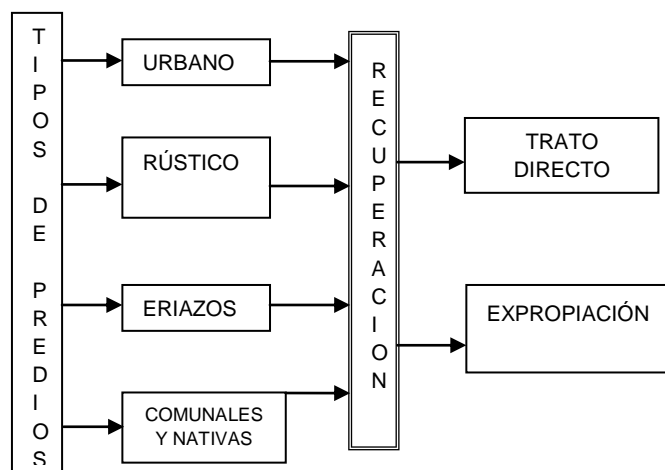 TIPOS DE PREDIOS
URBANO
RÚSTICO
ERIAZOS
COMUNALES
Y NATIVAS
RECUPERACION
TRATO
DIRECTO
EXPROPIACIÓN